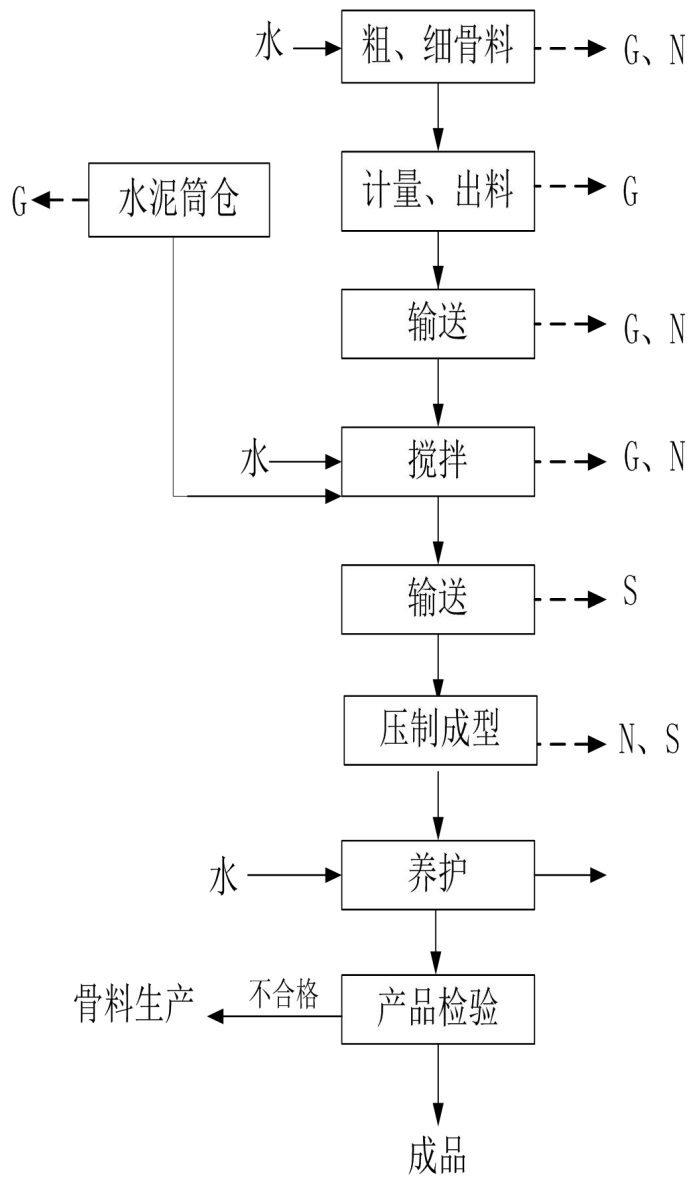 水
粗、细骨料
G、N
G
水泥筒仓
计量、出料
G
输送
G、N
水
搅拌
G、N
输送
S
压制成型
N、S
水
养护
骨料生产
不合格
产品检验
成品